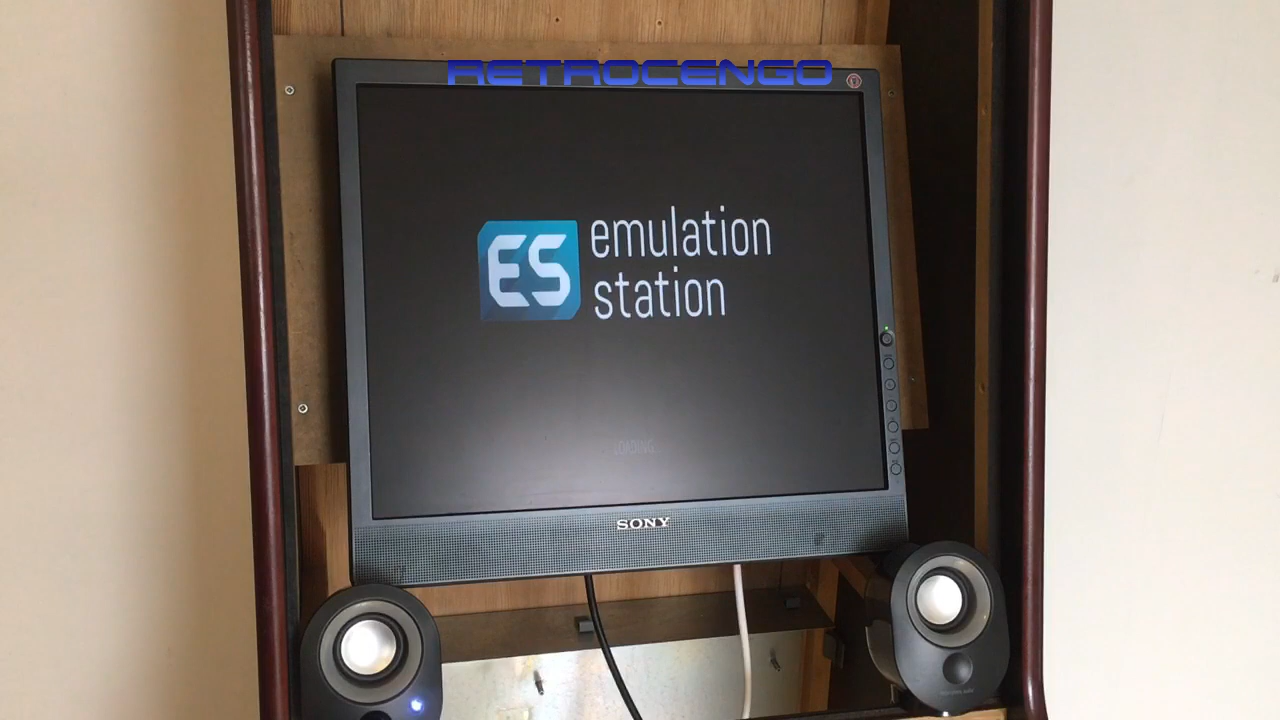 RETROCENGO
ES
emulation
station
LOADING...
SONY